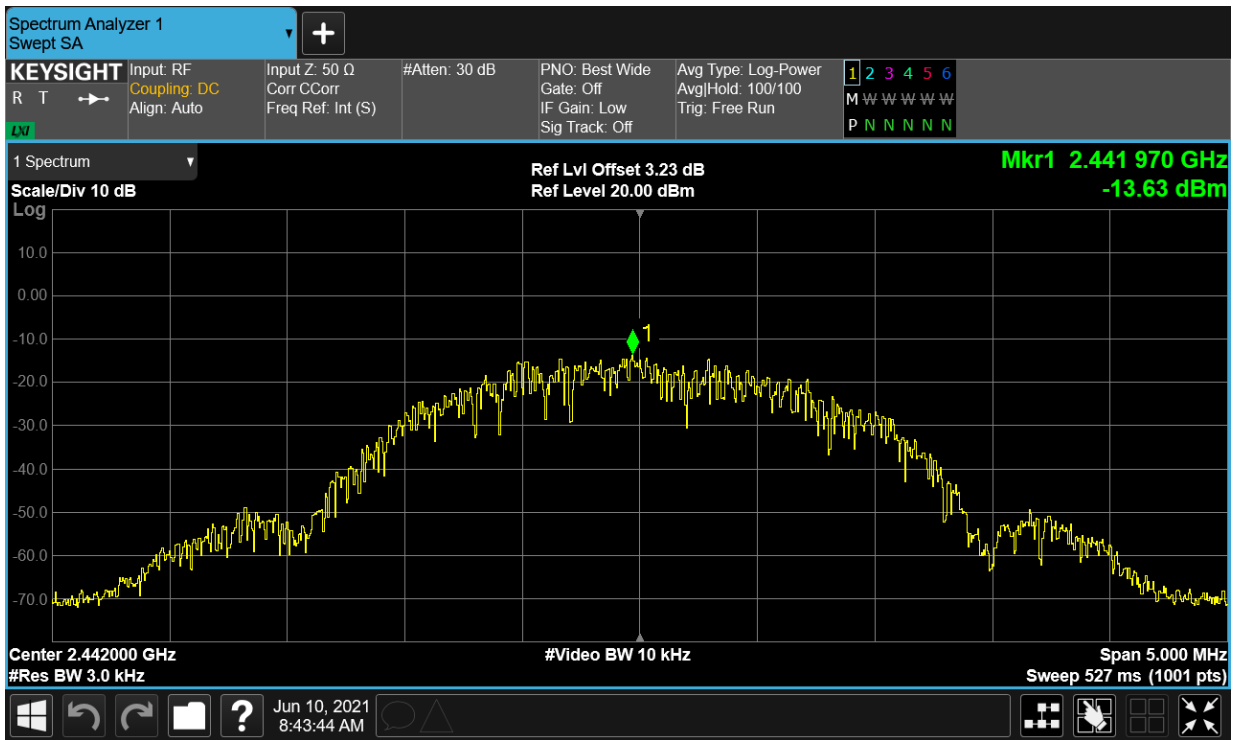 Spectrum Analyzer 1
Swept SA
+
KEYSIGHT Input: RF Input Z: 50 Ω #Atten: 30 dB PNO: Best Wide Avg Type: Log-Power 1 2 3 4 5 6
R T Coupling: DC Corr CCorr Gate: Off Avg|Hold: 100/100 M W W W W W
Align: Auto Freq Ref: Int (S) IF Gain: Low Trig: Free Run
LXI Sig Track: Off P N N N N N
1 Spectrum Ref Lvl Offset 3.23 dB Mkr1 2.441 970 GHz
Scale/Div 10 dB Ref Level 20.00 dBm -13.63 dBm
Log
10.0
0.00
1
-10.0
-20.0
-30.0
-40.0
-50.0
-60.0
-70.0
Center 2.442000 GHz #Video BW 10 kHz Span 5.000 MHz
#Res BW 3.0 kHz Sweep 527 ms (1001 pts)
? Jun 10, 2021
8:43:44 AM